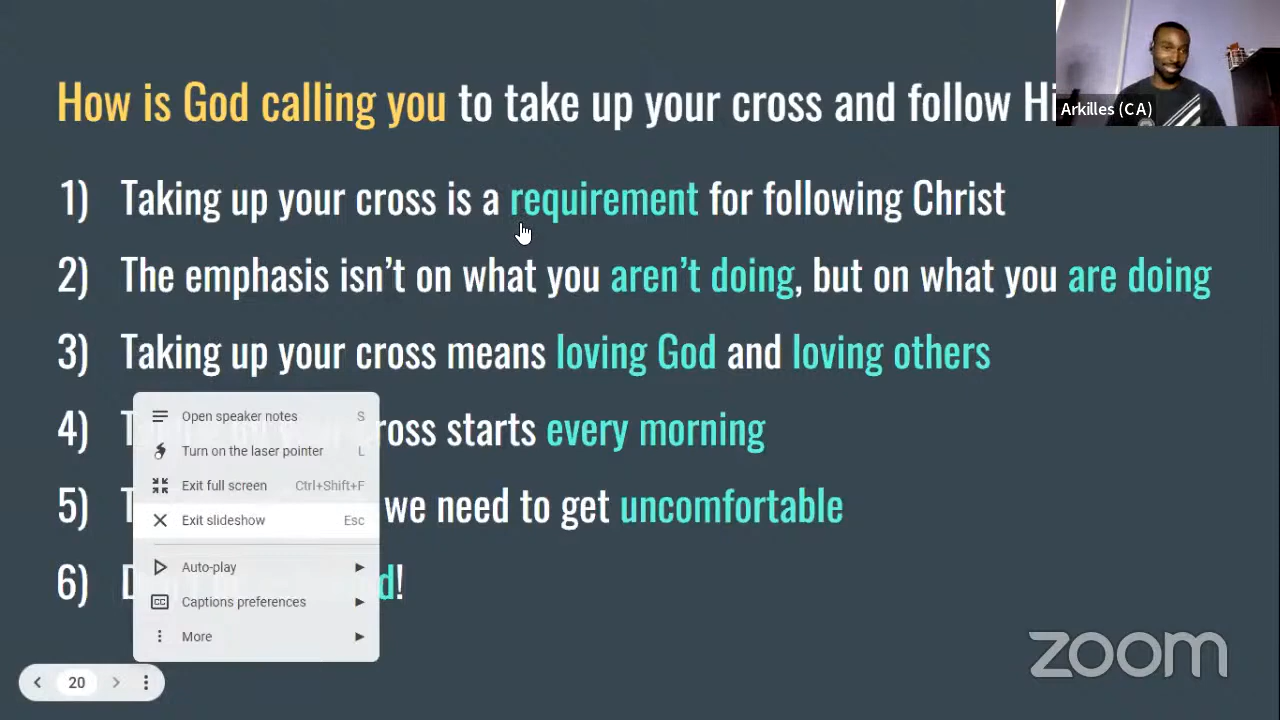 How is God calling you to take up your cross and follow
Arkilles (CA)
1) Taking up your cross is a requirement for following Christ
2) The emphasis isn't on what you aren't doing, but on what you are doing
3) Taking up your cross means loving God and loving others
4) cross starts every morning
5) we need to get uncomfortable
6)
Open speaker notes S
Turn on the laser pointer L
Exit full screen Ctrl+Shift+F
Exit slideshow Esc
Auto-play
CC Captions preferences
More
20
zoom